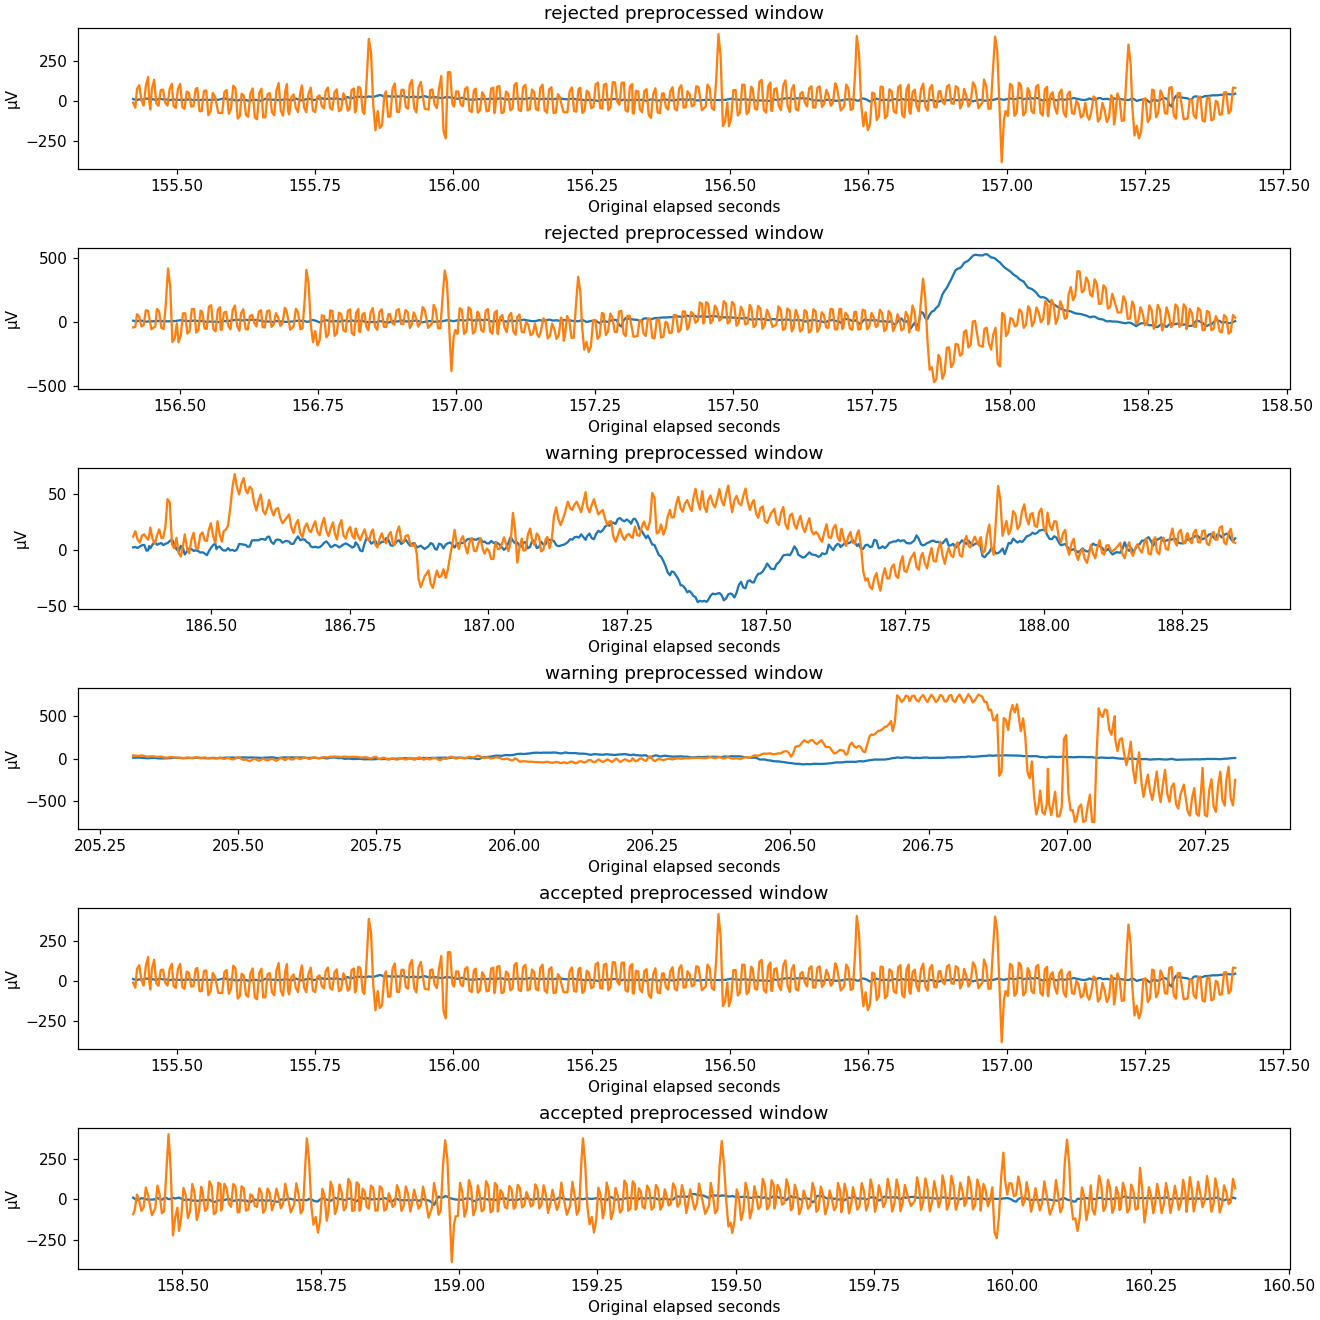 rejected preprocessed window
250
0
−250
µV
155.50 155.75 156.00 156.25 156.50 156.75 157.00 157.25 157.50
Original elapsed seconds
rejected preprocessed window
500
0
−500
µV
156.50 156.75 157.00 157.25 157.50 157.75 158.00 158.25 158.50
Original elapsed seconds
warning preprocessed window
50
0
−50
µV
186.50 186.75 187.00 187.25 187.50 187.75 188.00 188.25
Original elapsed seconds
warning preprocessed window
500
0
−500
µV
205.25 205.50 205.75 206.00 206.25 206.50 206.75 207.00 207.25
Original elapsed seconds
accepted preprocessed window
250
0
−250
µV
155.50 155.75 156.00 156.25 156.50 156.75 157.00 157.25 157.50
Original elapsed seconds
accepted preprocessed window
250
0
−250
µV
158.50 158.75 159.00 159.25 159.50 159.75 160.00 160.25 160.50
Original elapsed seconds